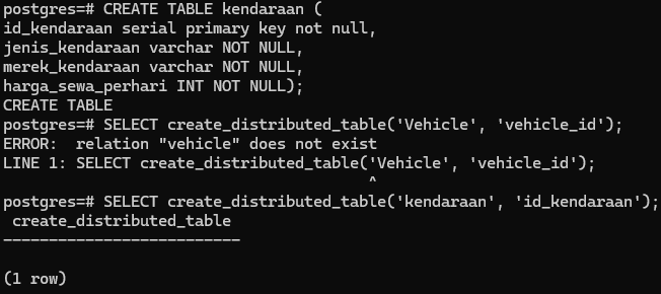 postgres=# CREATE TABLE kendaraan (
id_kendaraan serial primary key not null,
jenis_kendaraan varchar NOT NULL,
merek_kendaraan varchar NOT NULL,
harga_sewa_perhari INT NOT NULL);
CREATE TABLE
postgres=# SELECT create_distributed_table('Vehicle', 'vehicle_id');
ERROR:  relation "vehicle" does not exist
LINE 1: SELECT create_distributed_table('Vehicle', 'vehicle_id');
                                        ^
postgres=# SELECT create_distributed_table('kendaraan', 'id_kendaraan');
 create_distributed_table
--------------------------
(1 row)